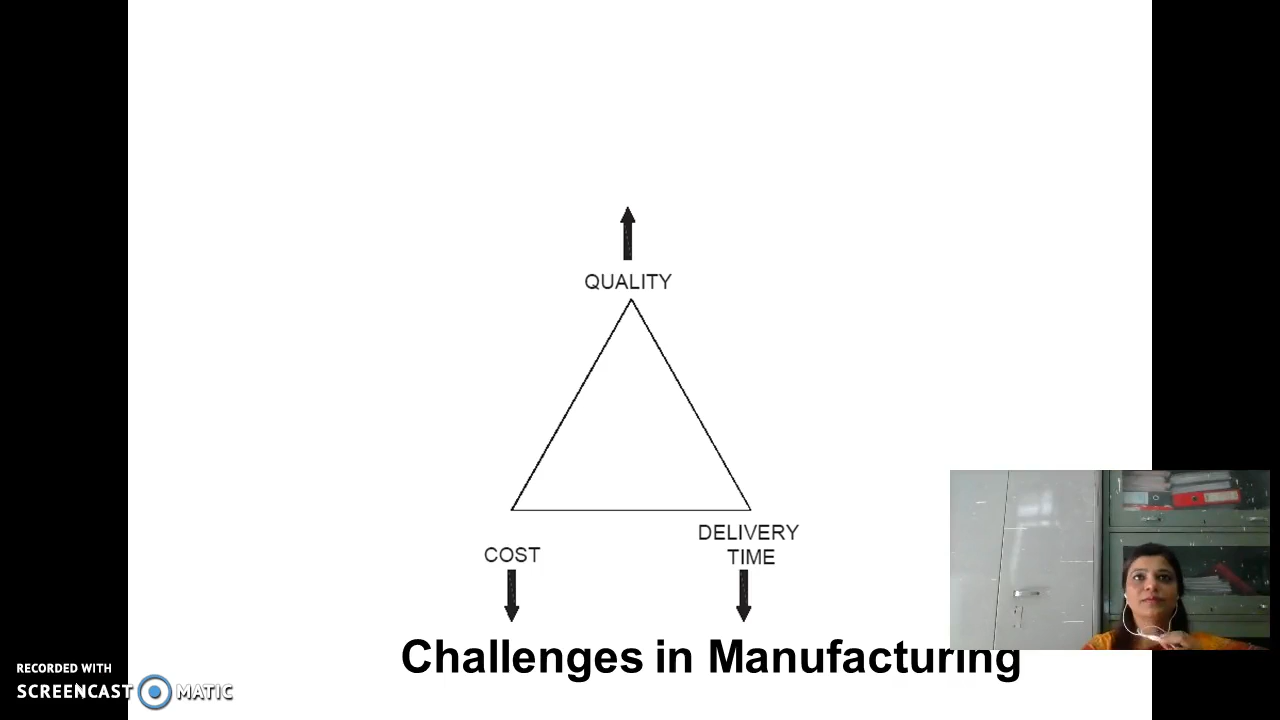 QUALITY
COST
DELIVERY
TIME
Challenges in Manufacturing
RECORDED WITH
SCREENCAST MATIC